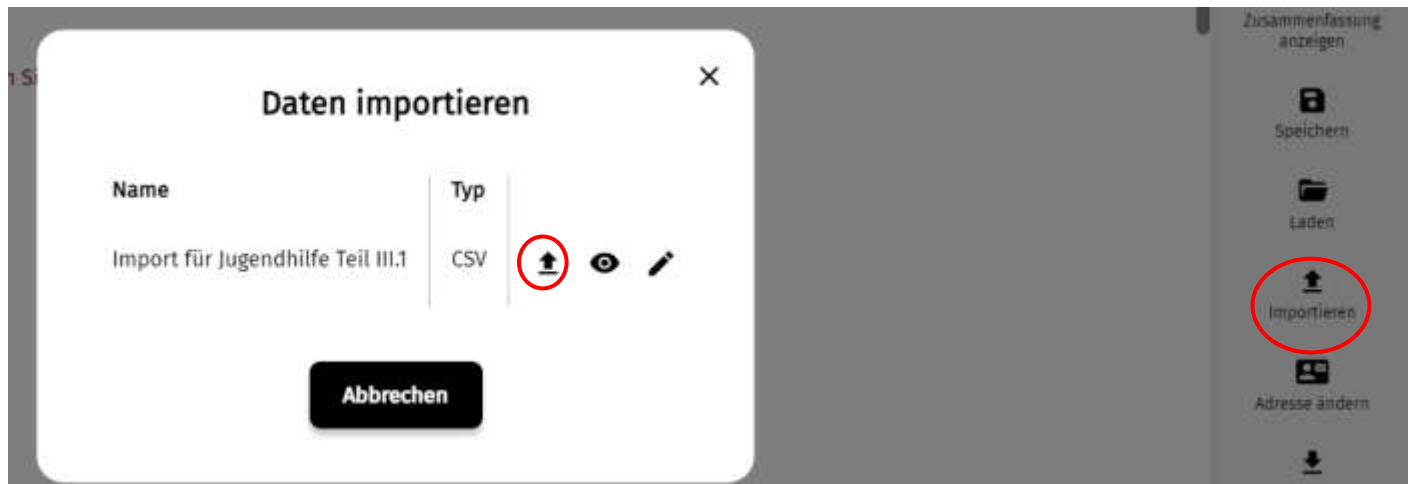 Zusammenfassung
anzeigen
n Si
Daten importieren
Speichern
Name Typ
Laden
Import für Jugendhilfe Teil III.1 CSV
Importieren
Abbrechen
Adresse ändern